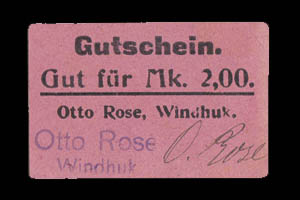 Gutschein.
Gut für Mk. 2,00.
Otto Rose, Windhuk.
Otto Rose
Windhuk
O. Rose